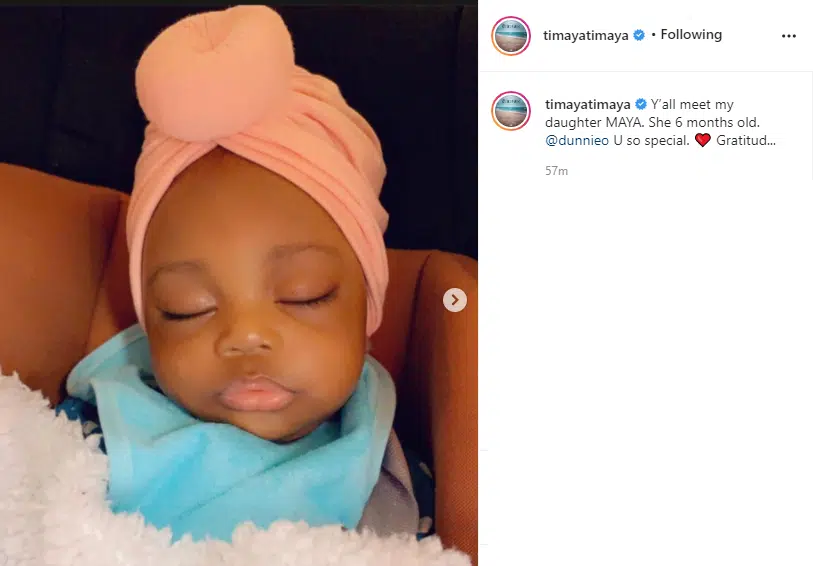 timayatimaya • Following
timayatimaya Y'all meet my
daughter MAYA. She 6 months old.
@dunnieo U so special. ❤️ Gratitud...
57m